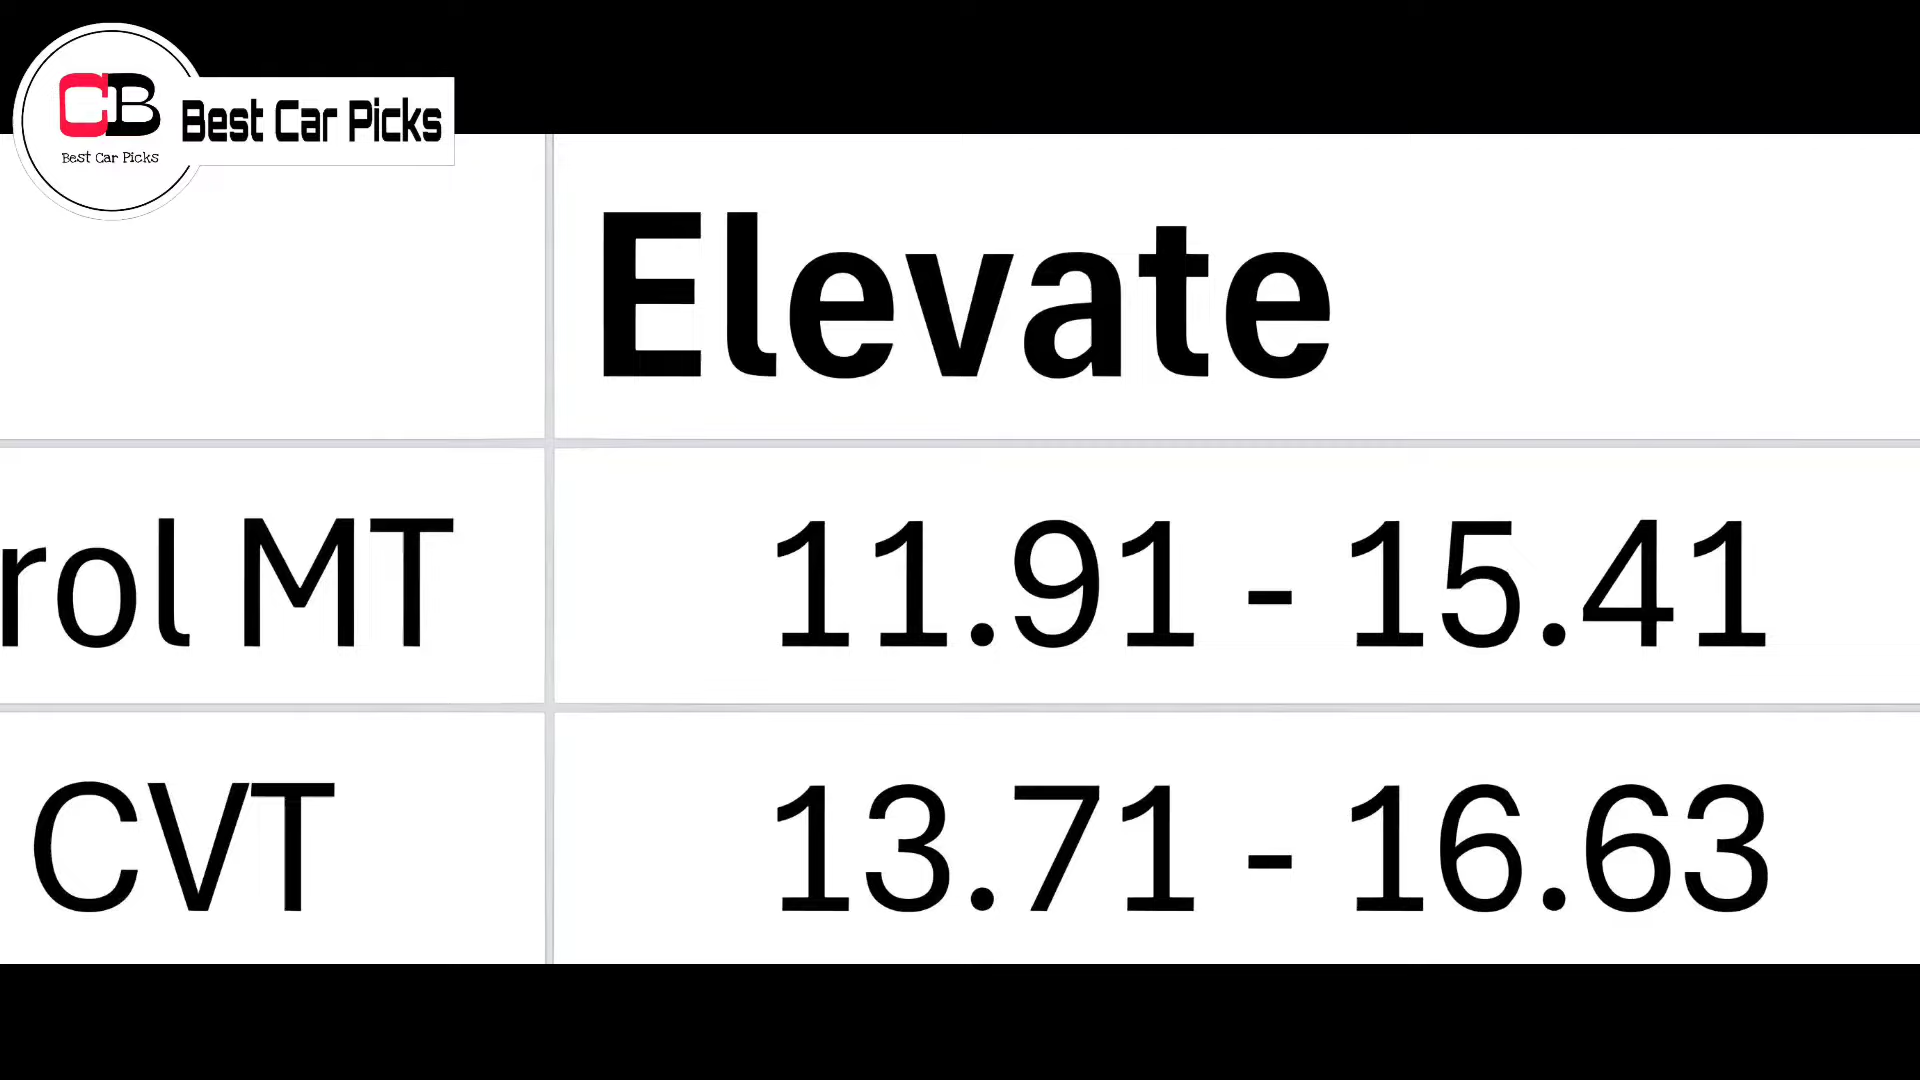 CB
Best Car Picks
Best Car Picks
Elevate
rol MT
11.91 - 15.41
CVT
13.71 - 16.63